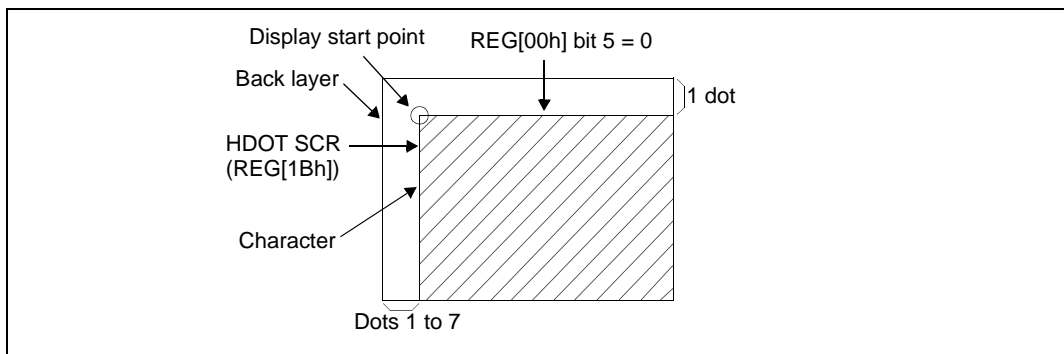 Display start point
REG[00h] bit 5 = 0
Back layer
1 dot
HDOT SCR
(REG[1Bh])
Character
Dots 1 to 7